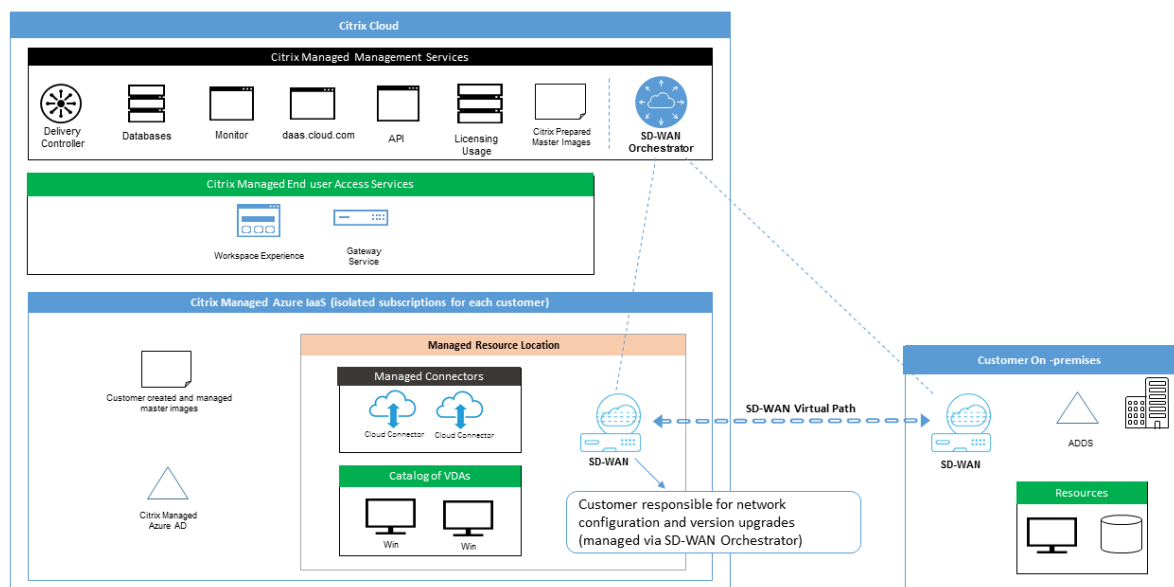 Citrix Cloud
Citrix Managed Management Services
Delivery
Controller
Databases
Monitor
daas.cloud.com
API
Licensing
Usage
Citrix Prepared
Master Images
SD-WAN
Orchestrator
Citrix Managed End user Access Services
Workspace Experience
Gateway
Service
Citrix Managed Azure IaaS (isolated subscriptions for each customer)
Customer created and managed
master images
Citrix Managed
Azure AD
Managed Resource Location
Managed Connectors
Cloud Connector
Cloud Connector
Catalog of VDAs
Win
Win
SD-WAN
Customer responsible for network
configuration and version upgrades
(managed via SD-WAN Orchestrator)
SD-WAN Virtual Path
Customer On -premises
SD-WAN
ADDS
Resources